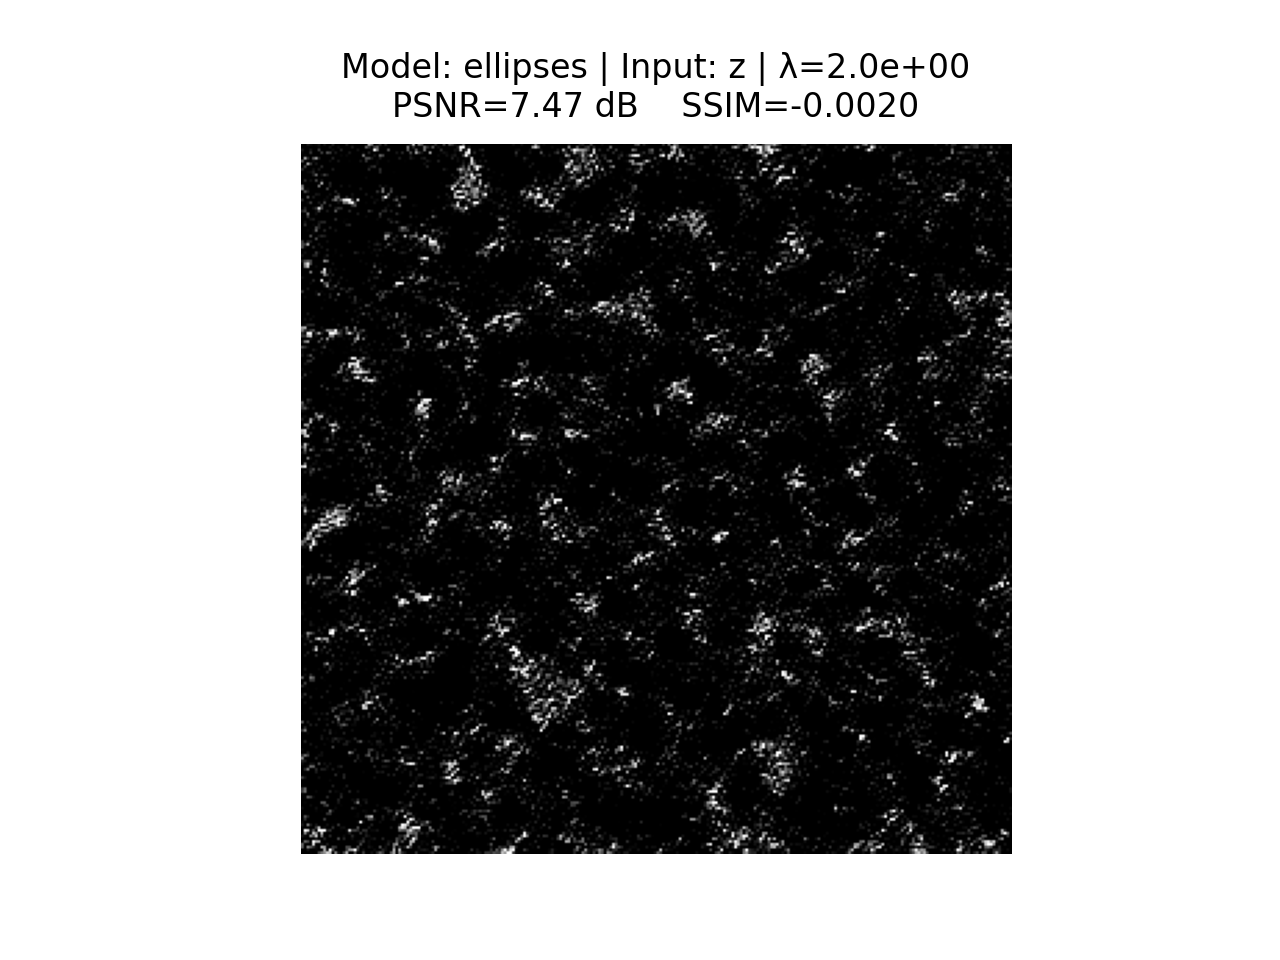 Model: ellipses | Input: z | λ=2.0e+00
PSNR=7.47 dB    SSIM=-0.0020